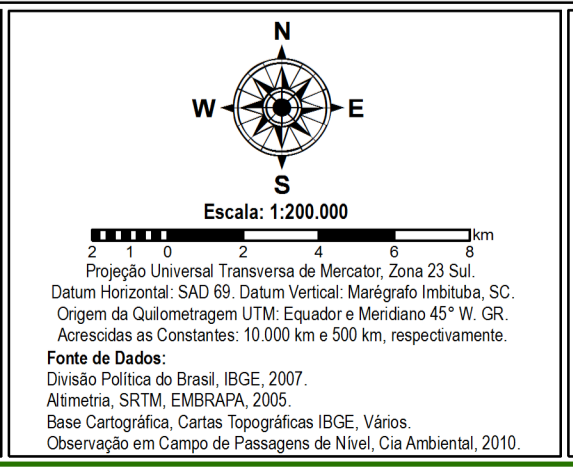 N
W E
S
Escala: 1:200.000
km
2 1 0 2 4 6 8
Projeção Universal Transversa de Mercator, Zona 23 Sul.
Datum Horizontal: SAD 69. Datum Vertical: Marégrafo Imbituba, SC.
Origem da Quilometragem UTM: Equador e Meridiano 45° W. GR.
Acrescidas as Constantes: 10.000 km e 500 km, respectivamente.
Fonte de Dados:
Divisão Política do Brasil, IBGE, 2007.
Altimetria, SRTM, EMBRAPA, 2005.
Base Cartográfica, Cartas Topográficas IBGE, Vários.
Observação em Campo de Passagens de Nível, Cia Ambiental, 2010.